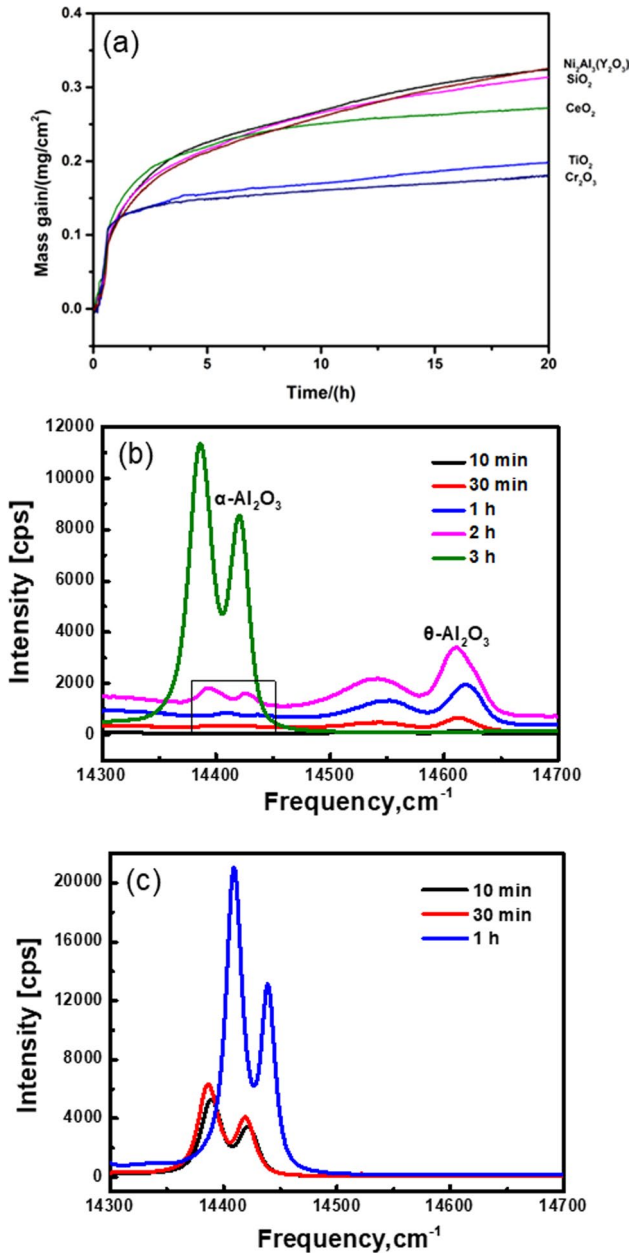 (a)
Mass gain/(mg/cm²)
0.4
0.3
0.2
0.1
0.0
0
5
10
15
20
Time/(h)
Ni₂Al₃(Y₂O₃)
SiO₂
CeO₂
TiO₂
Cr₂O₃
(b)
Intensity [cps]
12000
10000
8000
6000
4000
2000
0
14300
14400
14500
14600
14700
Frequency,cm⁻¹
α-Al₂O₃
θ-Al₂O₃
10 min
30 min
1 h
2 h
3 h
(c)
Intensity [cps]
20000
16000
12000
8000
4000
0
14300
14400
14500
14600
14700
Frequency,cm⁻¹
10 min
30 min
1 h